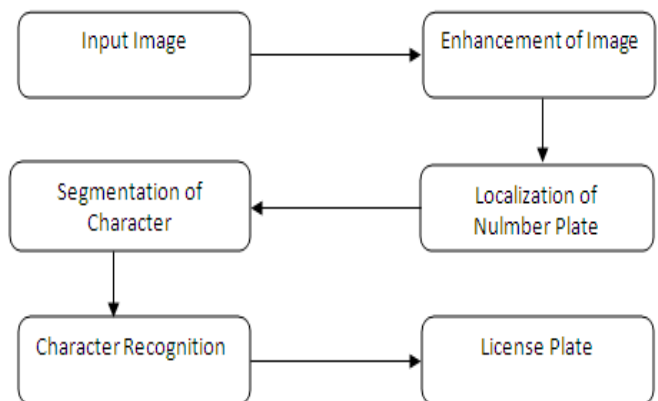 Input Image
Enhancement of Image
Localization of
Nulmber Plate
Segmentation of
Character
Character Recognition
License Plate